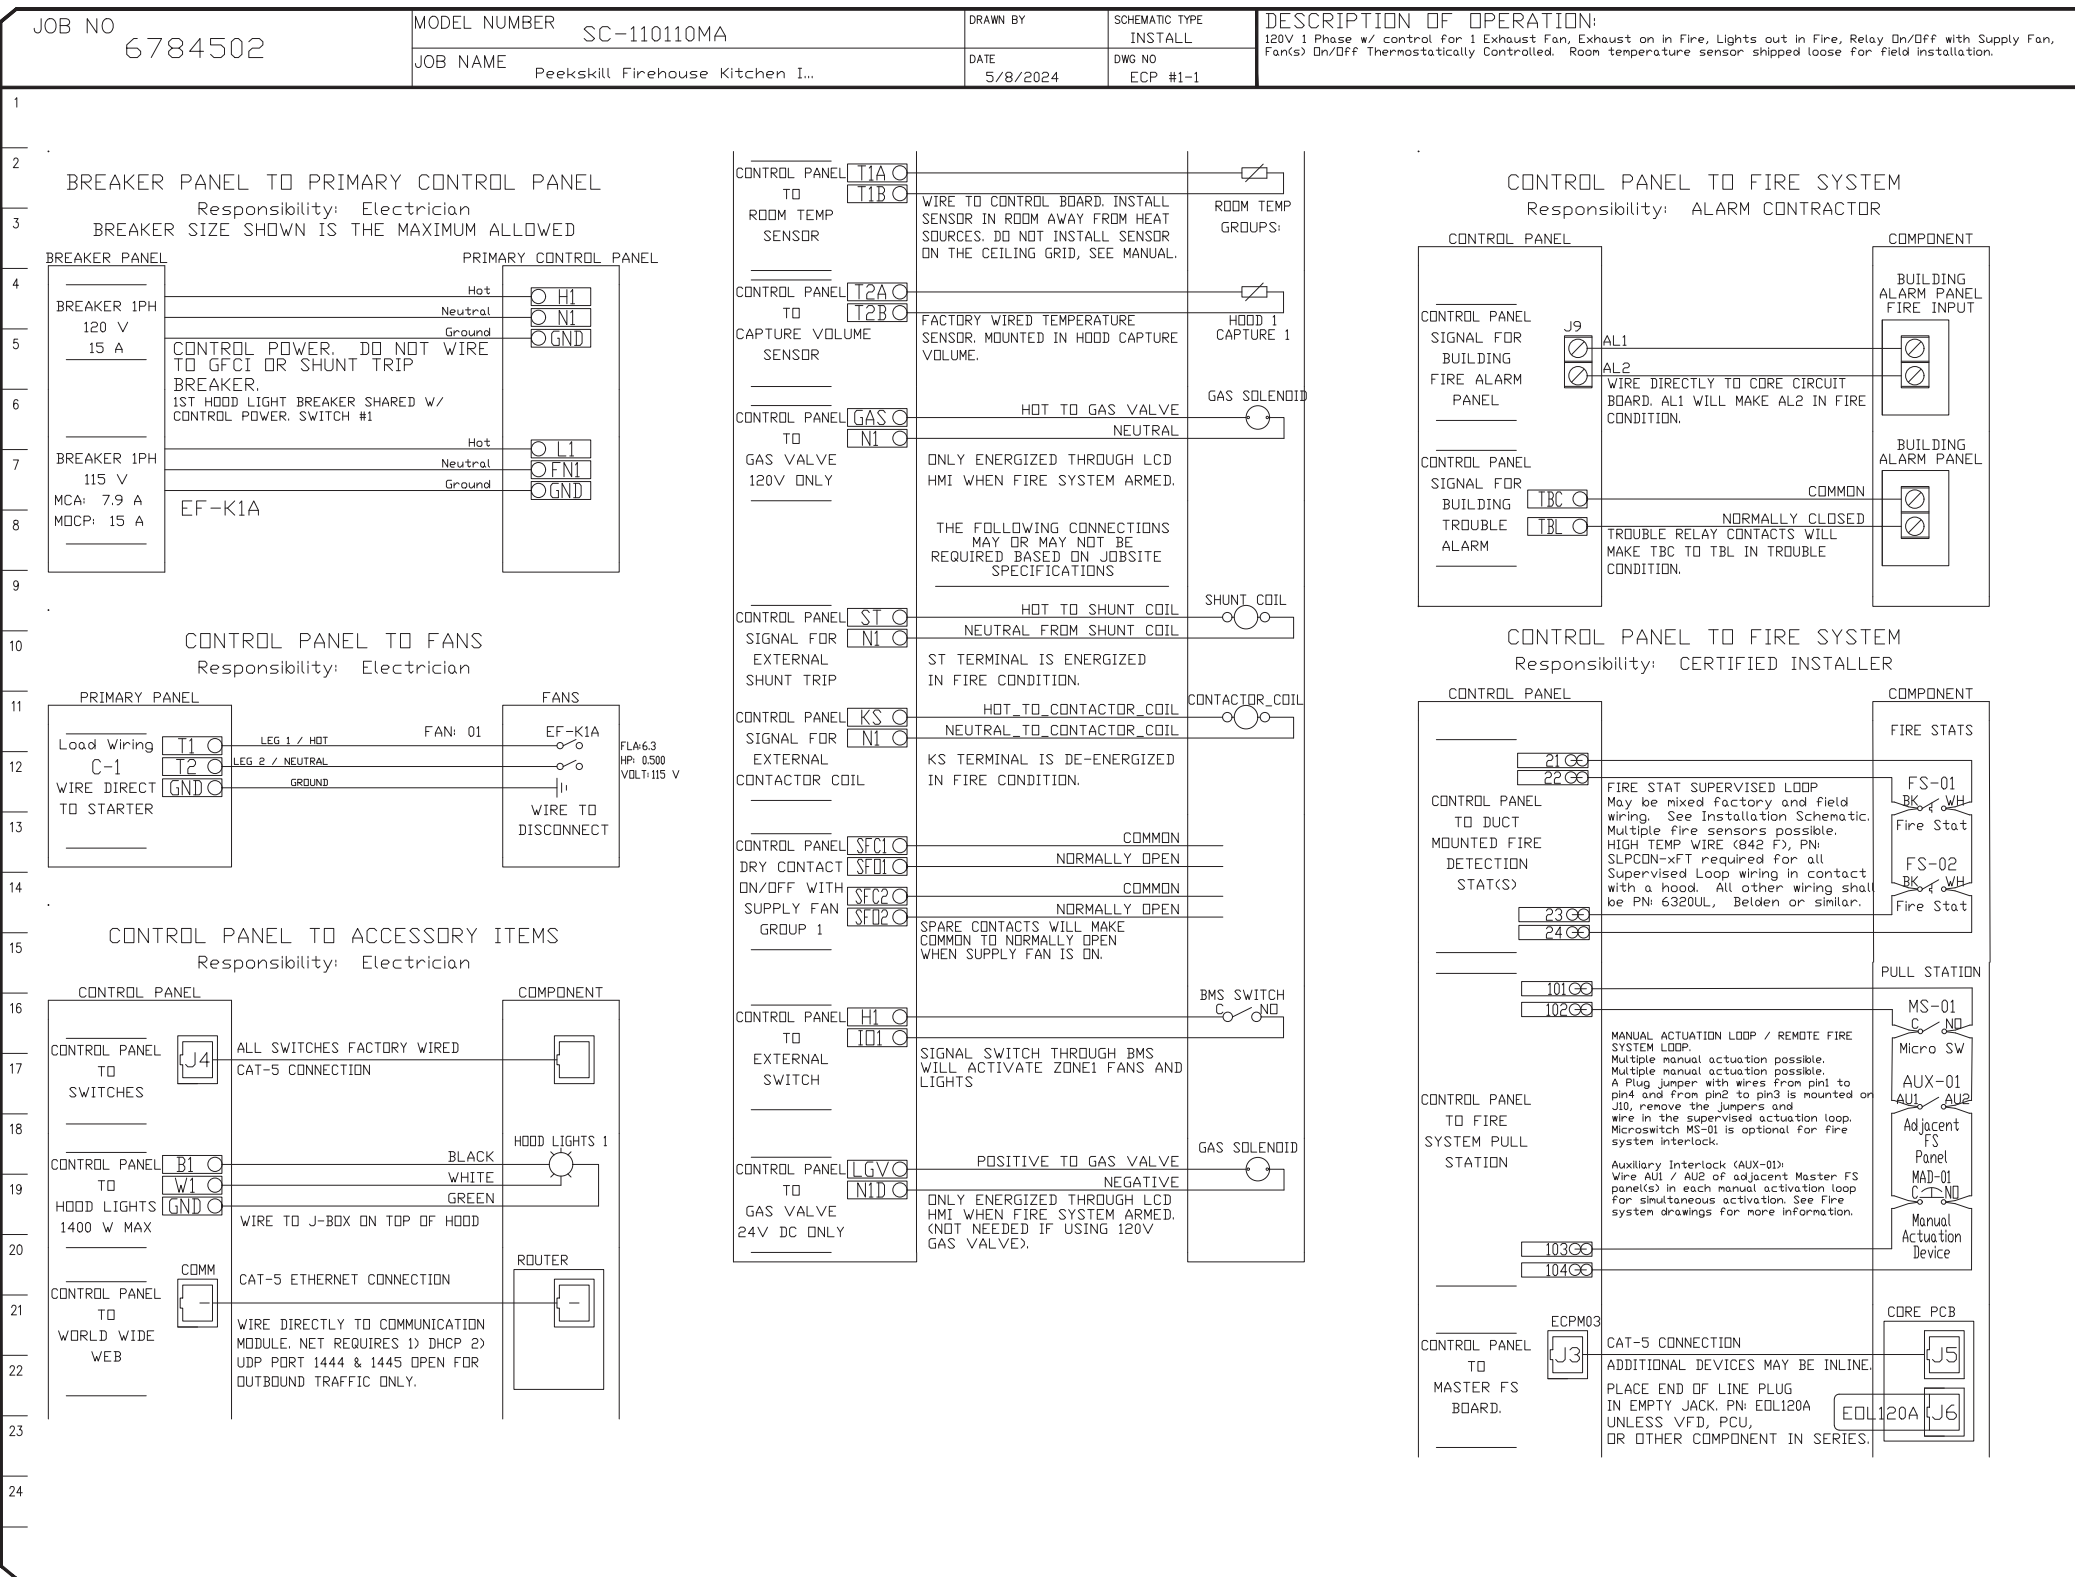 JOB NO
6784502
MODEL NUMBER
SC-110110MA
JOB NAME
Peekskill Firehouse Kitchen I...
DRAWN BY
DATE
5/8/2024
SCHEMATIC TYPE
INSTALL
DWG NO
ECP #1-1
DESCRIPTION OF OPERATION:
120V 1 Phase w/ control for 1 Exhaust Fan, Exhaust on in Fire, Lights out in Fire, Relay On/Off with Supply Fan,
Fan(s) On/Off Thermostatically Controlled. Room temperature sensor shipped loose for field installation.
1
2
3
4
5
6
7
8
9
10
11
12
13
14
15
16
17
18
19
20
21
22
23
24
BREAKER PANEL TO PRIMARY CONTROL PANEL
Responsibility: Electrician
BREAKER SIZE SHOWN IS THE MAXIMUM ALLOWED
BREAKER PANEL
PRIMARY CONTROL PANEL
BREAKER 1PH
120 V
15 A
Hot
H1
Neutral
N1
Ground
GND
CONTROL POWER. DO NOT WIRE
TO GFCI OR SHUNT TRIP
BREAKER.
1ST HOOD LIGHT BREAKER SHARED W/
CONTROL POWER. SWITCH #1
BREAKER 1PH
115 V
MCA: 7.9 A
MOCP: 15 A
Hot
L1
Neutral
FN1
Ground
GND
EF-K1A
CONTROL PANEL TO FANS
Responsibility: Electrician
PRIMARY PANEL
FANS
Load Wiring
C-1
WIRE DIRECT
TO STARTER
T1
T2
GND
LEG 1 / HOT
LEG 2 / NEUTRAL
GROUND
FAN: 01
EF-K1A
FLA:6.3
HP: 0.500
VOLT:115 V
WIRE TO
DISCONNECT
CONTROL PANEL TO ACCESSORY ITEMS
Responsibility: Electrician
CONTROL PANEL
COMPONENT
CONTROL PANEL
TO
SWITCHES
J4
ALL SWITCHES FACTORY WIRED
CAT-5 CONNECTION
CONTROL PANEL
TO
HOOD LIGHTS
1400 W MAX
B1
W1
GND
BLACK
WHITE
GREEN
HOOD LIGHTS 1
WIRE TO J-BOX ON TOP OF HOOD
CONTROL PANEL
TO
WORLD WIDE
WEB
COMM
CAT-5 ETHERNET CONNECTION
ROUTER
WIRE DIRECTLY TO COMMUNICATION
MODULE. NET REQUIRES 1) DHCP 2)
UDP PORT 1444 & 1445 OPEN FOR
OUTBOUND TRAFFIC ONLY.
CONTROL PANEL
TO
ROOM TEMP
SENSOR
T1A
T1B
WIRE TO CONTROL BOARD. INSTALL
SENSOR IN ROOM AWAY FROM HEAT
SOURCES. DO NOT INSTALL SENSOR
ON THE CEILING GRID, SEE MANUAL.
ROOM TEMP
GROUPS:
CONTROL PANEL
TO
CAPTURE VOLUME
SENSOR
T2A
T2B
FACTORY WIRED TEMPERATURE
SENSOR. MOUNTED IN HOOD CAPTURE
VOLUME.
HOOD 1
CAPTURE 1
CONTROL PANEL
TO
GAS VALVE
120V ONLY
GAS
N1
HOT TO GAS VALVE
NEUTRAL
GAS SOLENOID
ONLY ENERGIZED THROUGH LCD
HMI WHEN FIRE SYSTEM ARMED.
THE FOLLOWING CONNECTIONS
MAY OR MAY NOT BE
REQUIRED BASED ON JOBSITE
SPECIFICATIONS
CONTROL PANEL
SIGNAL FOR
EXTERNAL
SHUNT TRIP
ST
N1
HOT TO SHUNT COIL
NEUTRAL FROM SHUNT COIL
SHUNT COIL
ST TERMINAL IS ENERGIZED
IN FIRE CONDITION.
CONTROL PANEL
SIGNAL FOR
EXTERNAL
CONTACTOR COIL
KS
N1
HOT_TO_CONTACTOR_COIL
NEUTRAL_TO_CONTACTOR_COIL
CONTACTOR_COIL
KS TERMINAL IS DE-ENERGIZED
IN FIRE CONDITION.
CONTROL PANEL
DRY CONTACT
ON/OFF WITH
SUPPLY FAN
GROUP 1
SFC1
SFO1
SFC2
SFO2
COMMON
NORMALLY OPEN
COMMON
NORMALLY OPEN
SPARE CONTACTS WILL MAKE
COMMON TO NORMALLY OPEN
WHEN SUPPLY FAN IS ON.
CONTROL PANEL
TO
EXTERNAL
SWITCH
H1
IO1
BMS SWITCH
C
NO
SIGNAL SWITCH THROUGH BMS
WILL ACTIVATE ZONE1 FANS AND
LIGHTS
CONTROL PANEL
TO
GAS VALVE
24V DC ONLY
LGV
N1D
POSITIVE TO GAS VALVE
NEGATIVE
GAS SOLENOID
ONLY ENERGIZED THROUGH LCD
HMI WHEN FIRE SYSTEM ARMED.
(NOT NEEDED IF USING 120V
GAS VALVE).
CONTROL PANEL TO FIRE SYSTEM
Responsibility: ALARM CONTRACTOR
CONTROL PANEL
COMPONENT
CONTROL PANEL
SIGNAL FOR
BUILDING
FIRE ALARM
PANEL
J9
AL1
AL2
BUILDING
ALARM PANEL
FIRE INPUT
WIRE DIRECTLY TO CORE CIRCUIT
BOARD. AL1 WILL MAKE AL2 IN FIRE
CONDITION.
CONTROL PANEL
SIGNAL FOR
BUILDING
TROUBLE
ALARM
TBC
TBL
COMMON
NORMALLY CLOSED
BUILDING
ALARM PANEL
TROUBLE RELAY CONTACTS WILL
MAKE TBC TO TBL IN TROUBLE
CONDITION.
CONTROL PANEL TO FIRE SYSTEM
Responsibility: CERTIFIED INSTALLER
CONTROL PANEL
COMPONENT
CONTROL PANEL
TO DUCT
MOUNTED FIRE
DETECTION
STAT(S)
21
22
23
24
FIRE STAT SUPERVISED LOOP
May be mixed factory and field
wiring. See Installation Schematic.
Multiple fire sensors possible.
HIGH TEMP WIRE (842 F), PN:
SLPCON-xFT required for all
Supervised Loop wiring in contact
with a hood. All other wiring shall
be PN: 6320UL, Belden or similar.
FIRE STATS
FS-01
BK
WH
Fire Stat
FS-02
BK
WH
Fire Stat
CONTROL PANEL
TO FIRE
SYSTEM PULL
STATION
101
102
103
104
MANUAL ACTUATION LOOP / REMOTE FIRE
SYSTEM LOOP.
Multiple manual actuation possible.
Multiple manual actuation possible.
A Plug jumper with wires from pin1 to
pin4 and from pin2 to pin3 is mounted on
J10, remove the jumpers and
wire in the supervised actuation loop.
Microswitch MS-01 is optional for fire
system interlock.
Auxiliary Interlock (AUX-01):
Wire AU1 / AU2 of adjacent Master FS
panel(s) in each manual activation loop
for simultaneous activation. See Fire
system drawings for more information.
PULL STATION
MS-01
C
NO
Micro SW
AUX-01
AU1
AU2
Adjacent
FS
Panel
MAD-01
C
NO
Manual
Actuation
Device
CONTROL PANEL
TO
MASTER FS
BOARD.
ECPM03
J3
CAT-5 CONNECTION
ADDITIONAL DEVICES MAY BE INLINE.
PLACE END OF LINE PLUG
IN EMPTY JACK. PN: EOL120A
UNLESS VFD, PCU,
OR OTHER COMPONENT IN SERIES.
CORE PCB
J5
EOL120A
J6